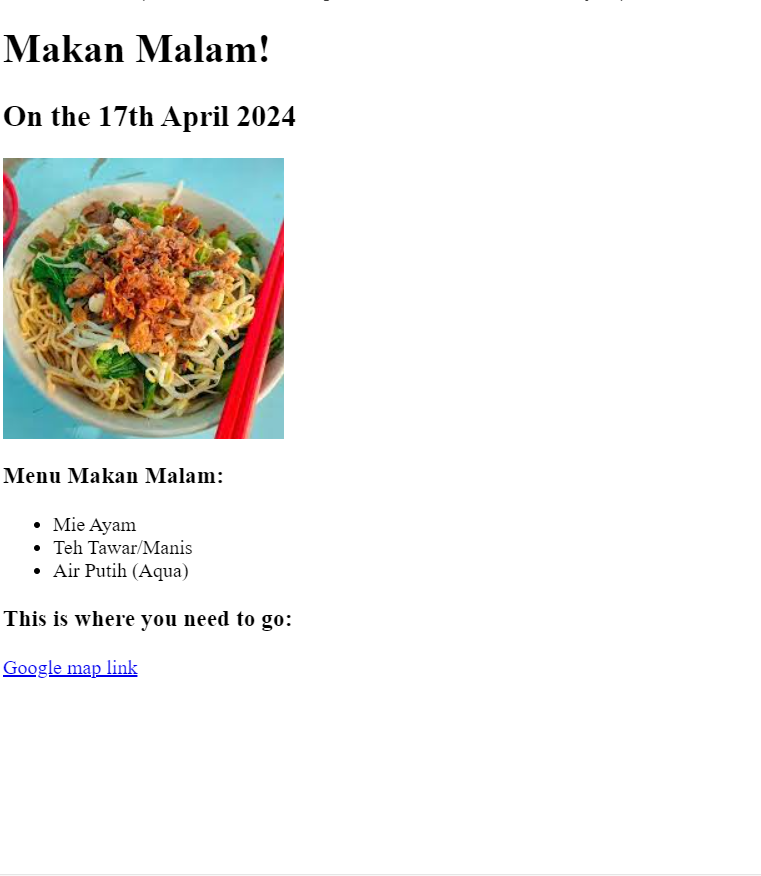 Makan Malam!
On the 17th April 2024
Menu Makan Malam:
Mie Ayam
Teh Tawar/Manis
Air Putih (Aqua)
This is where you need to go:
Google map link